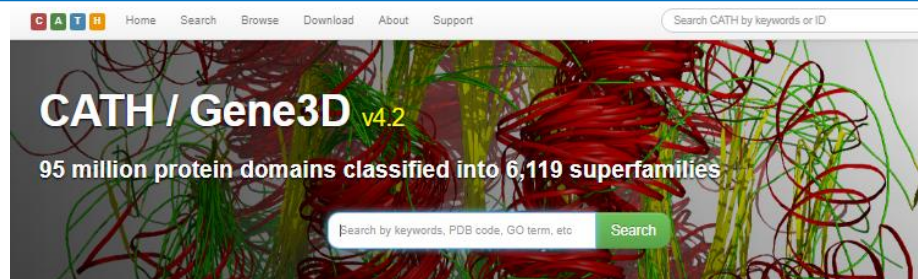 C A T H Home Search Browse Download About Support Search CATH by keywords or ID
CATH / Gene3D v4.2
95 million protein domains classified into 6,119 superfamilies
Search by keywords, PDB code, GO term, etc Search